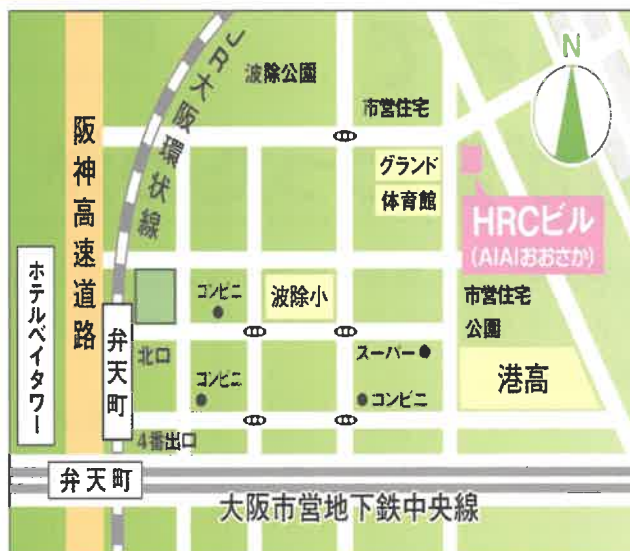 JR大阪環状線
波除公園
N
市営住宅
阪神高速道路
グランド
体育館
HRCビル
(AIAIおおさか)
ホテルベイタワー
コンビニ
波除小
市営住宅
公園
弁天町
北口
スーパー
港高
コンビニ
コンビニ
4番出口
弁天町
大阪市営地下鉄中央線